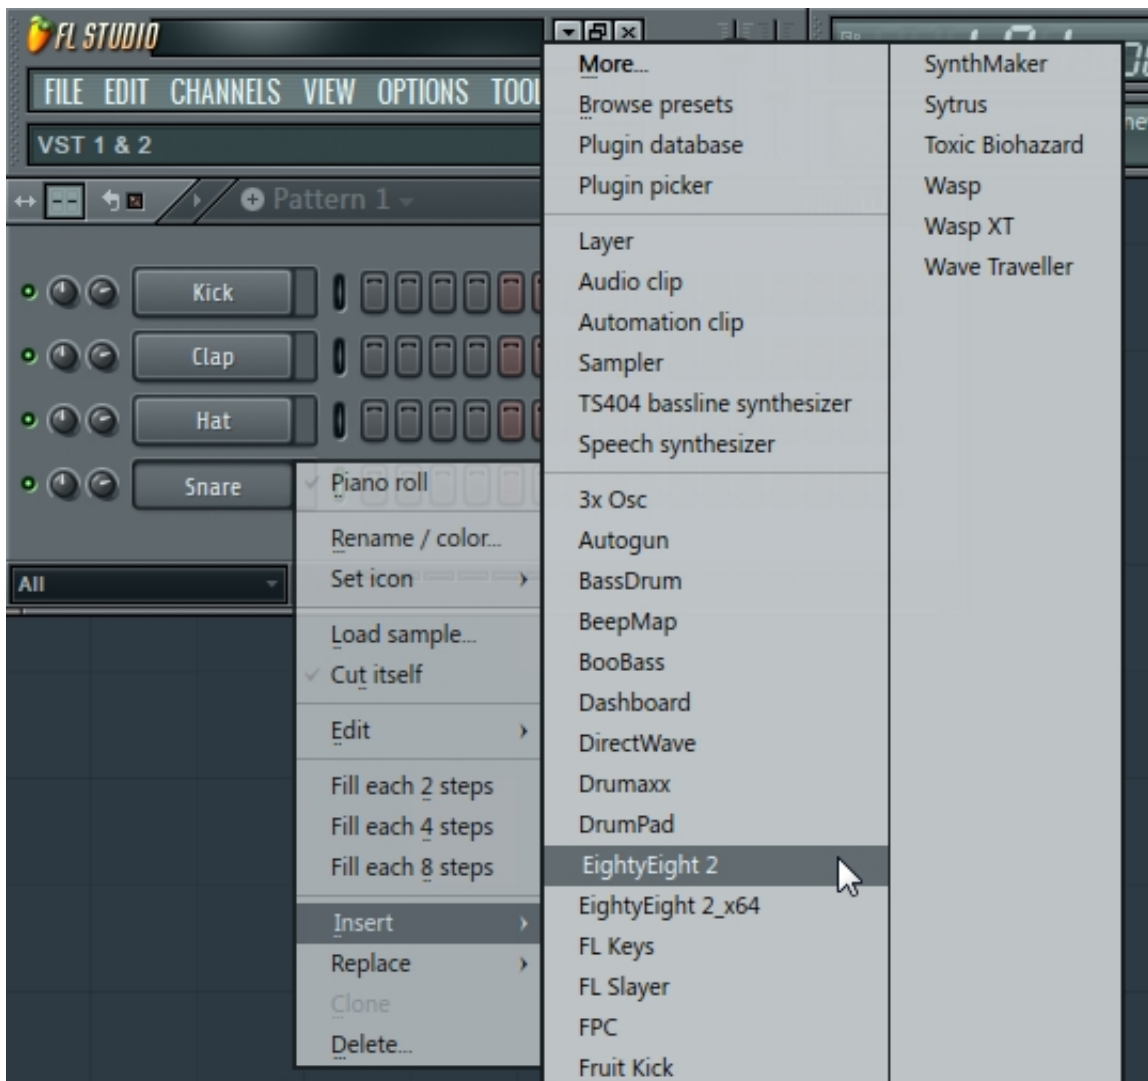 FL STUDIO
FILE EDIT CHANNELS VIEW OPTIONS TOOL
VST 1 & 2
Pattern 1
Kick
Clap
Hat
Snare
All
Piano roll
Rename / color...
Set icon
Load sample...
Cut itself
Edit
Fill each 2 steps
Fill each 4 steps
Fill each 8 steps
Insert
Replace
Clone
Delete...
More...
Browse presets
Plugin database
Plugin picker
Layer
Audio clip
Automation clip
Sampler
TS404 bassline synthesizer
Speech synthesizer
3x Osc
Autogun
BassDrum
BeepMap
BooBass
Dashboard
DirectWave
Drumaxx
DrumPad
EightyEight 2
EightyEight 2_x64
FL Keys
FL Slayer
FPC
Fruit Kick
SynthMaker
Sytrus
Toxic Biohazard
Wasp
Wasp XT
Wave Traveller